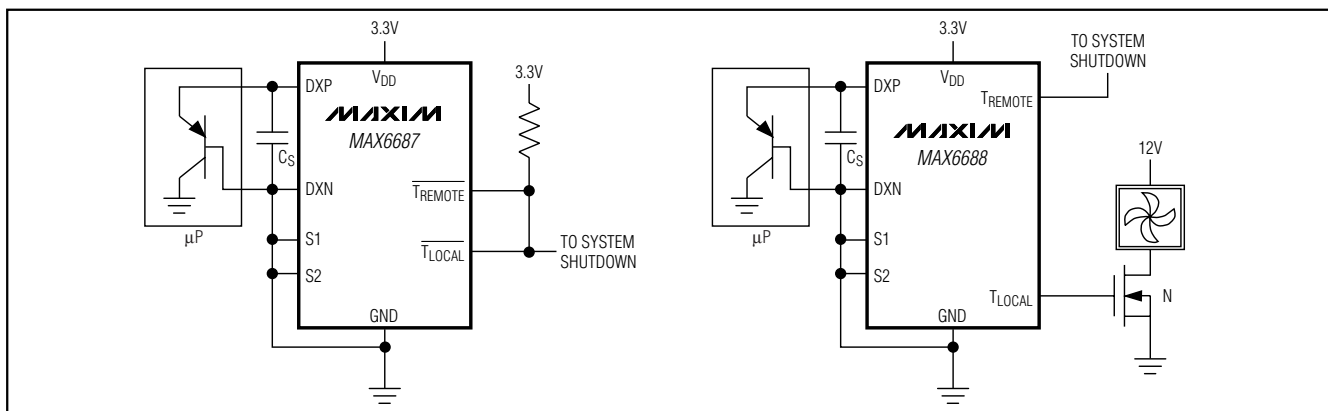 3.3V
VDD
DXP
MAXIM
MAX6687
3.3V
CS
DXN
TREMOTE
μP
S1
TLOCAL
TO SYSTEM
SHUTDOWN
S2
GND
3.3V
TO SYSTEM
SHUTDOWN
VDD
DXP
TREMOTE
MAXIM
MAX6688
12V
CS
DXN
μP
S1
S2
TLOCAL
N
GND